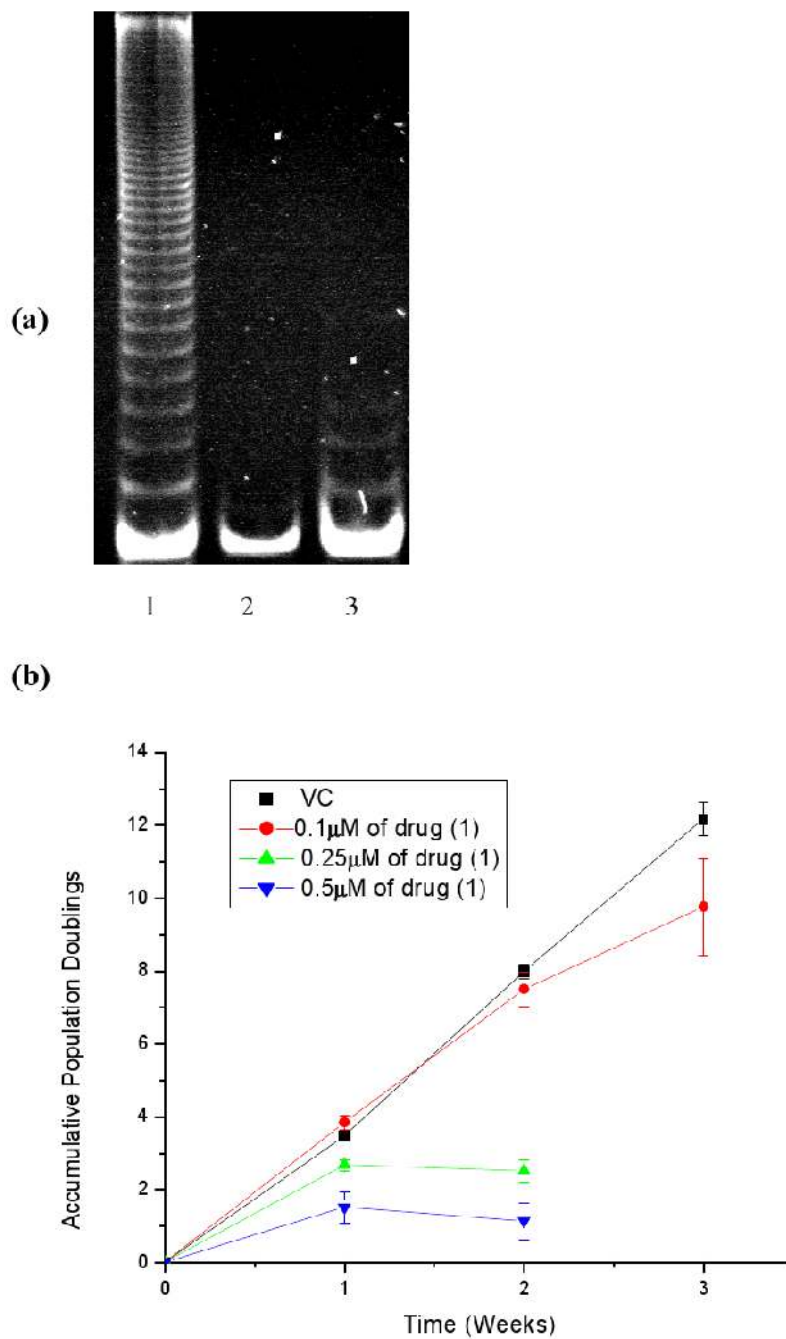 (a)
1 2 3
(b)
14
12
10
8
6
4
2
0
Accumulative Population Doublings
VC
0.1μM of drug (1)
0.25μM of drug (1)
0.5μM of drug (1)
0 1 2 3
Time (Weeks)